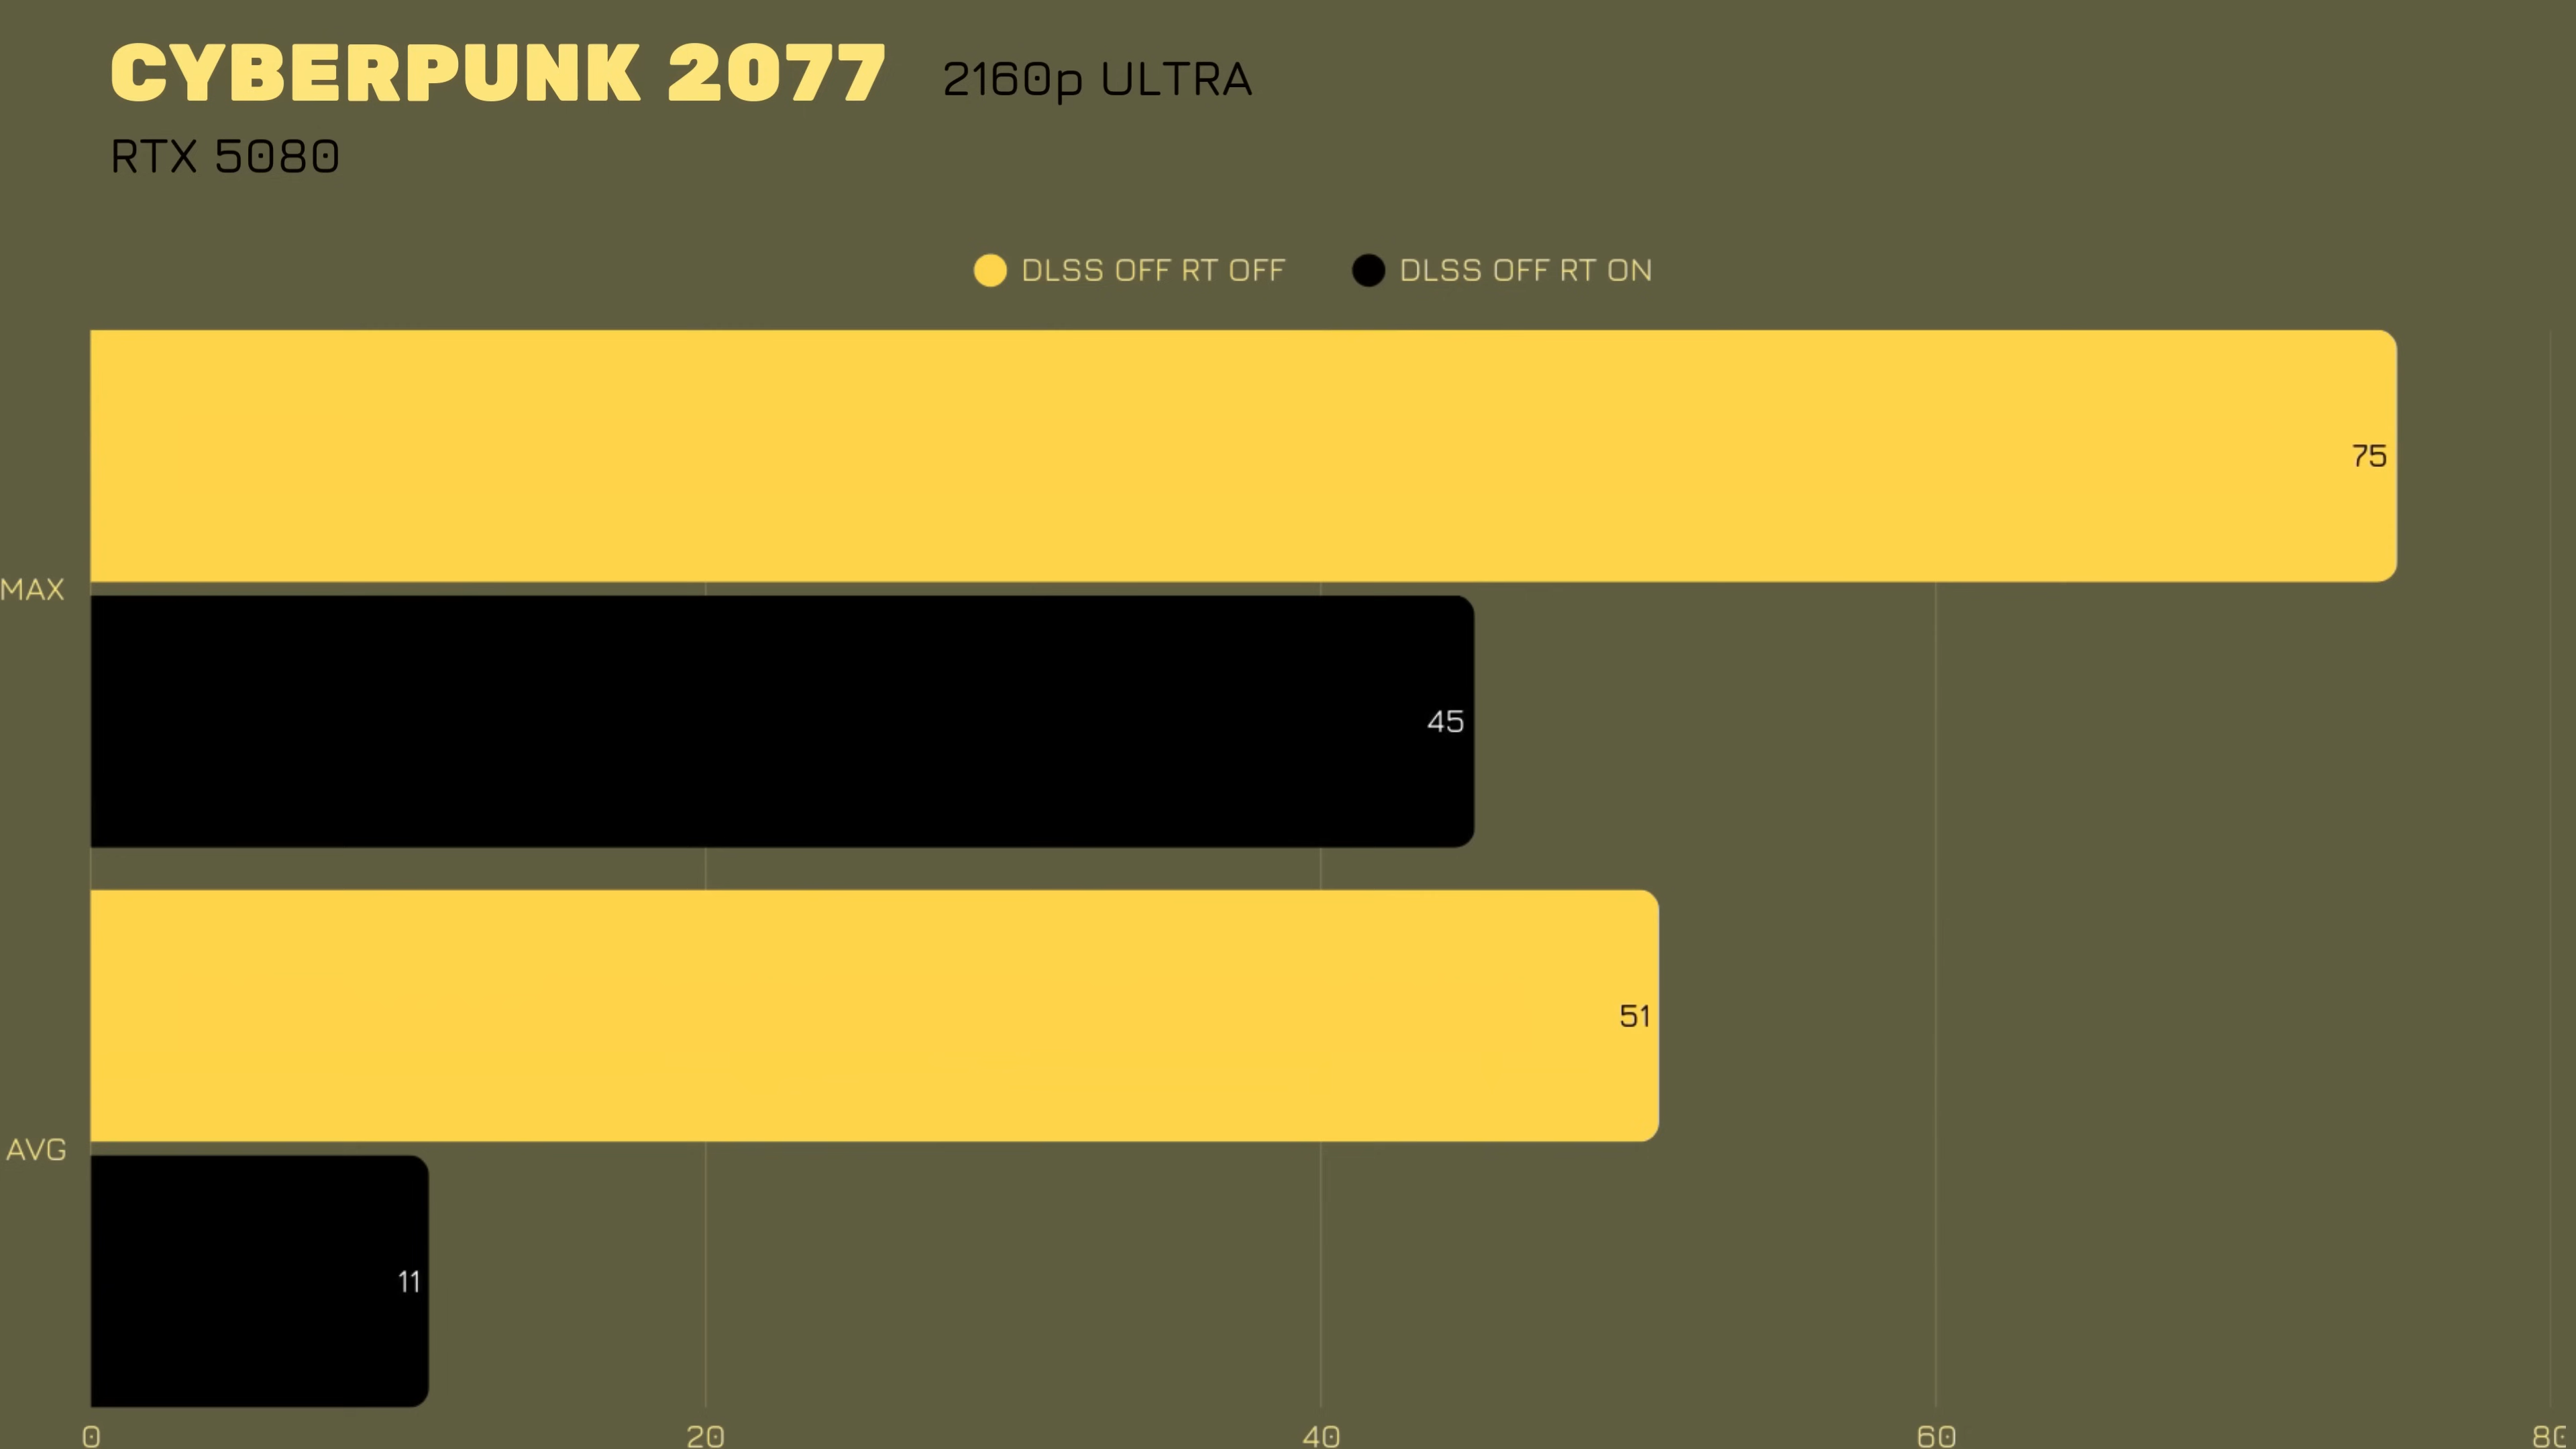 CYBERPUNK 2077 2160p ULTRA
RTX 5080
DLSS OFF RT OFF DLSS OFF RT ON
75
MAX
45
51
AVG
11
0 20 40 60 80